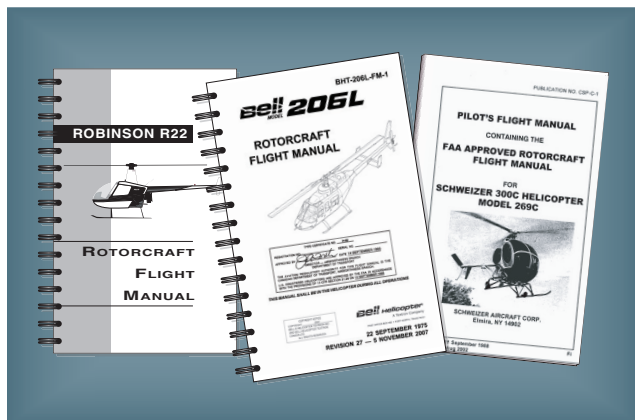 ROBINSON R22
ROTORCRAFT
FLIGHT
MANUAL
BHT-206L-FM-1
Bell
MODEL 206L
ROTORCRAFT
FLIGHT MANUAL
THIS MANUAL SHALL BE IN THE HELICOPTER DURING ALL OPERATIONS
Bell Helicopter
22 SEPTEMBER 1975
REVISION 27 — 5 NOVEMBER 2007
PUBLICATION NO. CSP-C-1
PILOT'S FLIGHT MANUAL
CONTAINING THE
FAA APPROVED ROTORCRAFT
FLIGHT MANUAL
FOR
SCHWEIZER 300C HELICOPTER
MODEL 269C
SCHWEIZER AIRCRAFT CORP.
Elmira, NY 14902